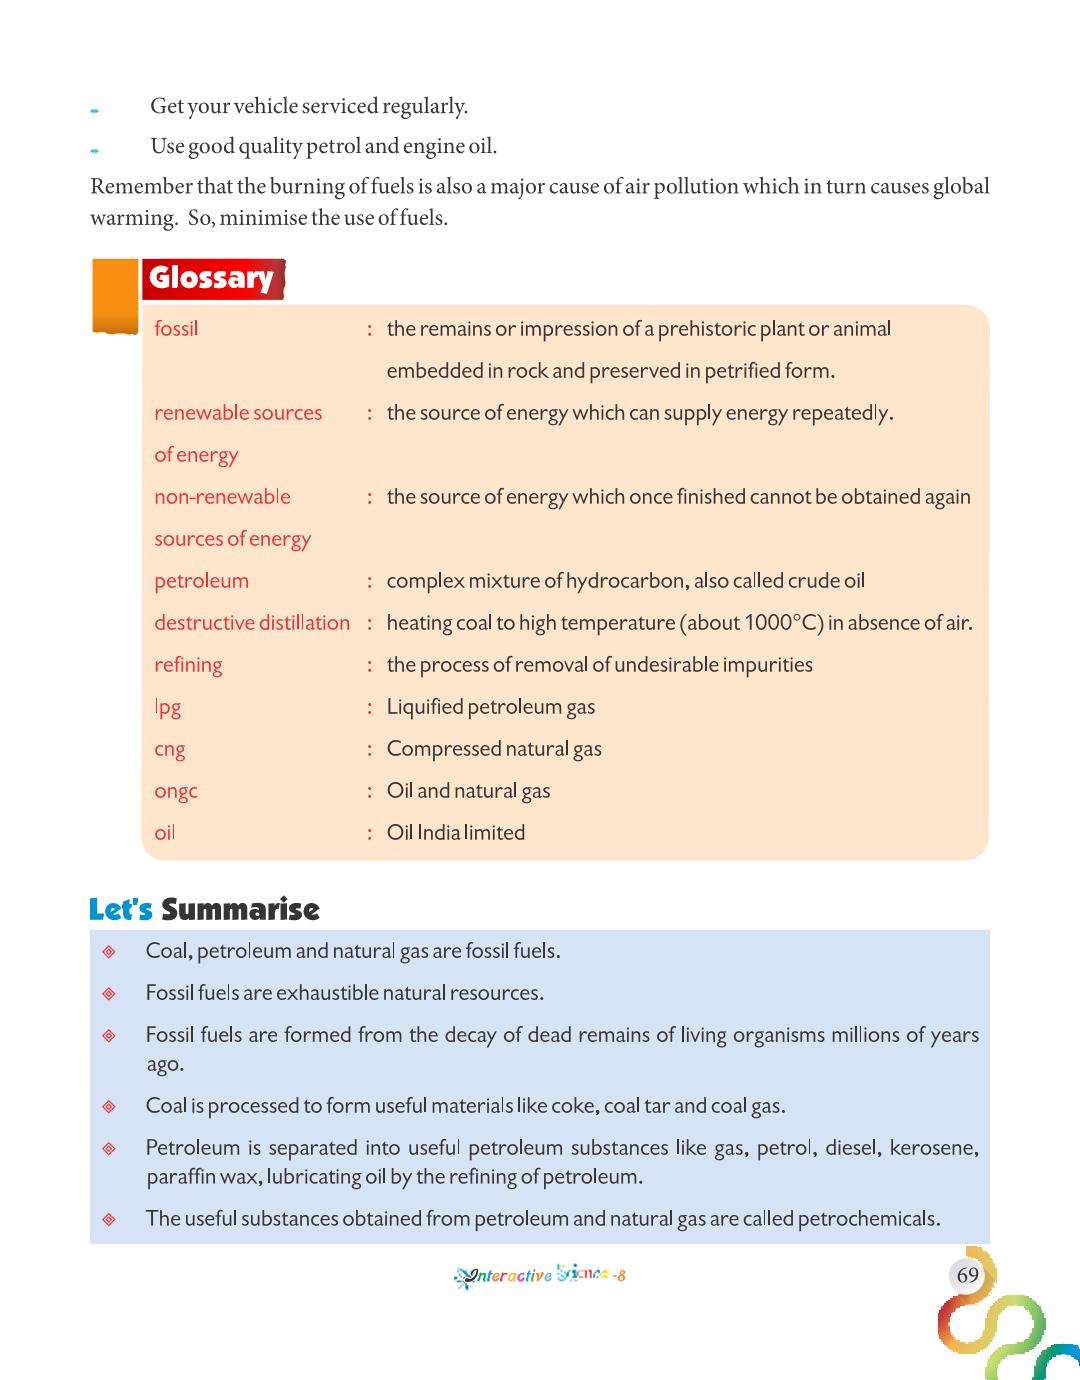 Get your vehicle serviced regularly.
Use good quality petrol and engine oil.
Remember that the burning of fuels is also a major cause of air pollution which in turn causes global
warming. So, minimise the use of fuels.
Glossary
fossil : the remains or impression of a prehistoric plant or animal
embedded in rock and preserved in petrified form.
renewable sources : the source of energy which can supply energy repeatedly.
of energy
non-renewable : the source of energy which once finished cannot be obtained again
sources of energy
petroleum : complex mixture of hydrocarbon, also called crude oil
destructive distillation : heating coal to high temperature (about 1000°C) in absence of air.
refining : the process of removal of undesirable impurities
lpg : Liquified petroleum gas
cng : Compressed natural gas
ongc : Oil and natural gas
oil : Oil India limited
Let's Summarise
Coal, petroleum and natural gas are fossil fuels.
Fossil fuels are exhaustible natural resources.
Fossil fuels are formed from the decay of dead remains of living organisms millions of years
ago.
Coal is processed to form useful materials like coke, coal tar and coal gas.
Petroleum is separated into useful petroleum substances like gas, petrol, diesel, kerosene,
paraffin wax, lubricating oil by the refining of petroleum.
The useful substances obtained from petroleum and natural gas are called petrochemicals.
Interactive Science-8
69